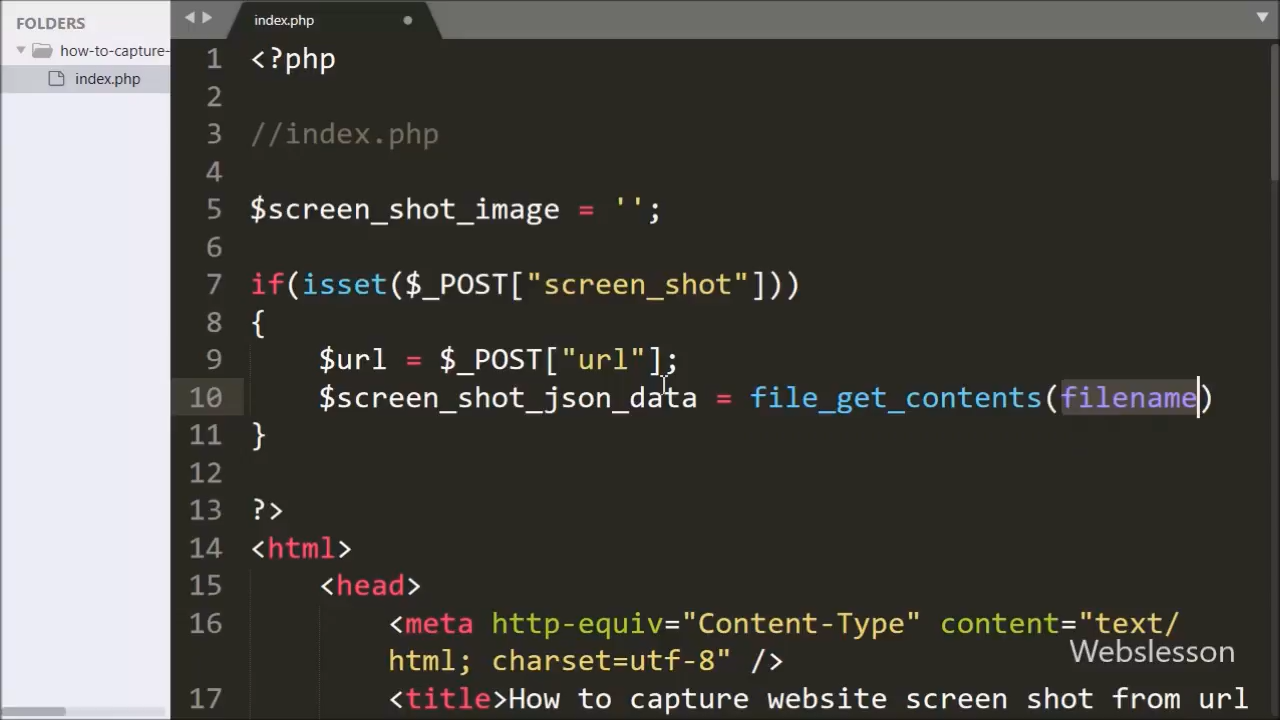 FOLDERS
how-to-capture-
index.php
index.php
1 <?php
2
3 //index.php
4
5 $screen_shot_image = '';
6
7 if(isset($_POST["screen_shot"]))
8 {
9 $url = $_POST["url"];
10 $screen_shot_json_data = file_get_contents(filename)
11 }
12
13 ?>
14 <html>
15 <head>
16 <meta http-equiv="Content-Type" content="text/
html; charset=utf-8" />
Webslesson
17 <title>How to capture website screen shot from url